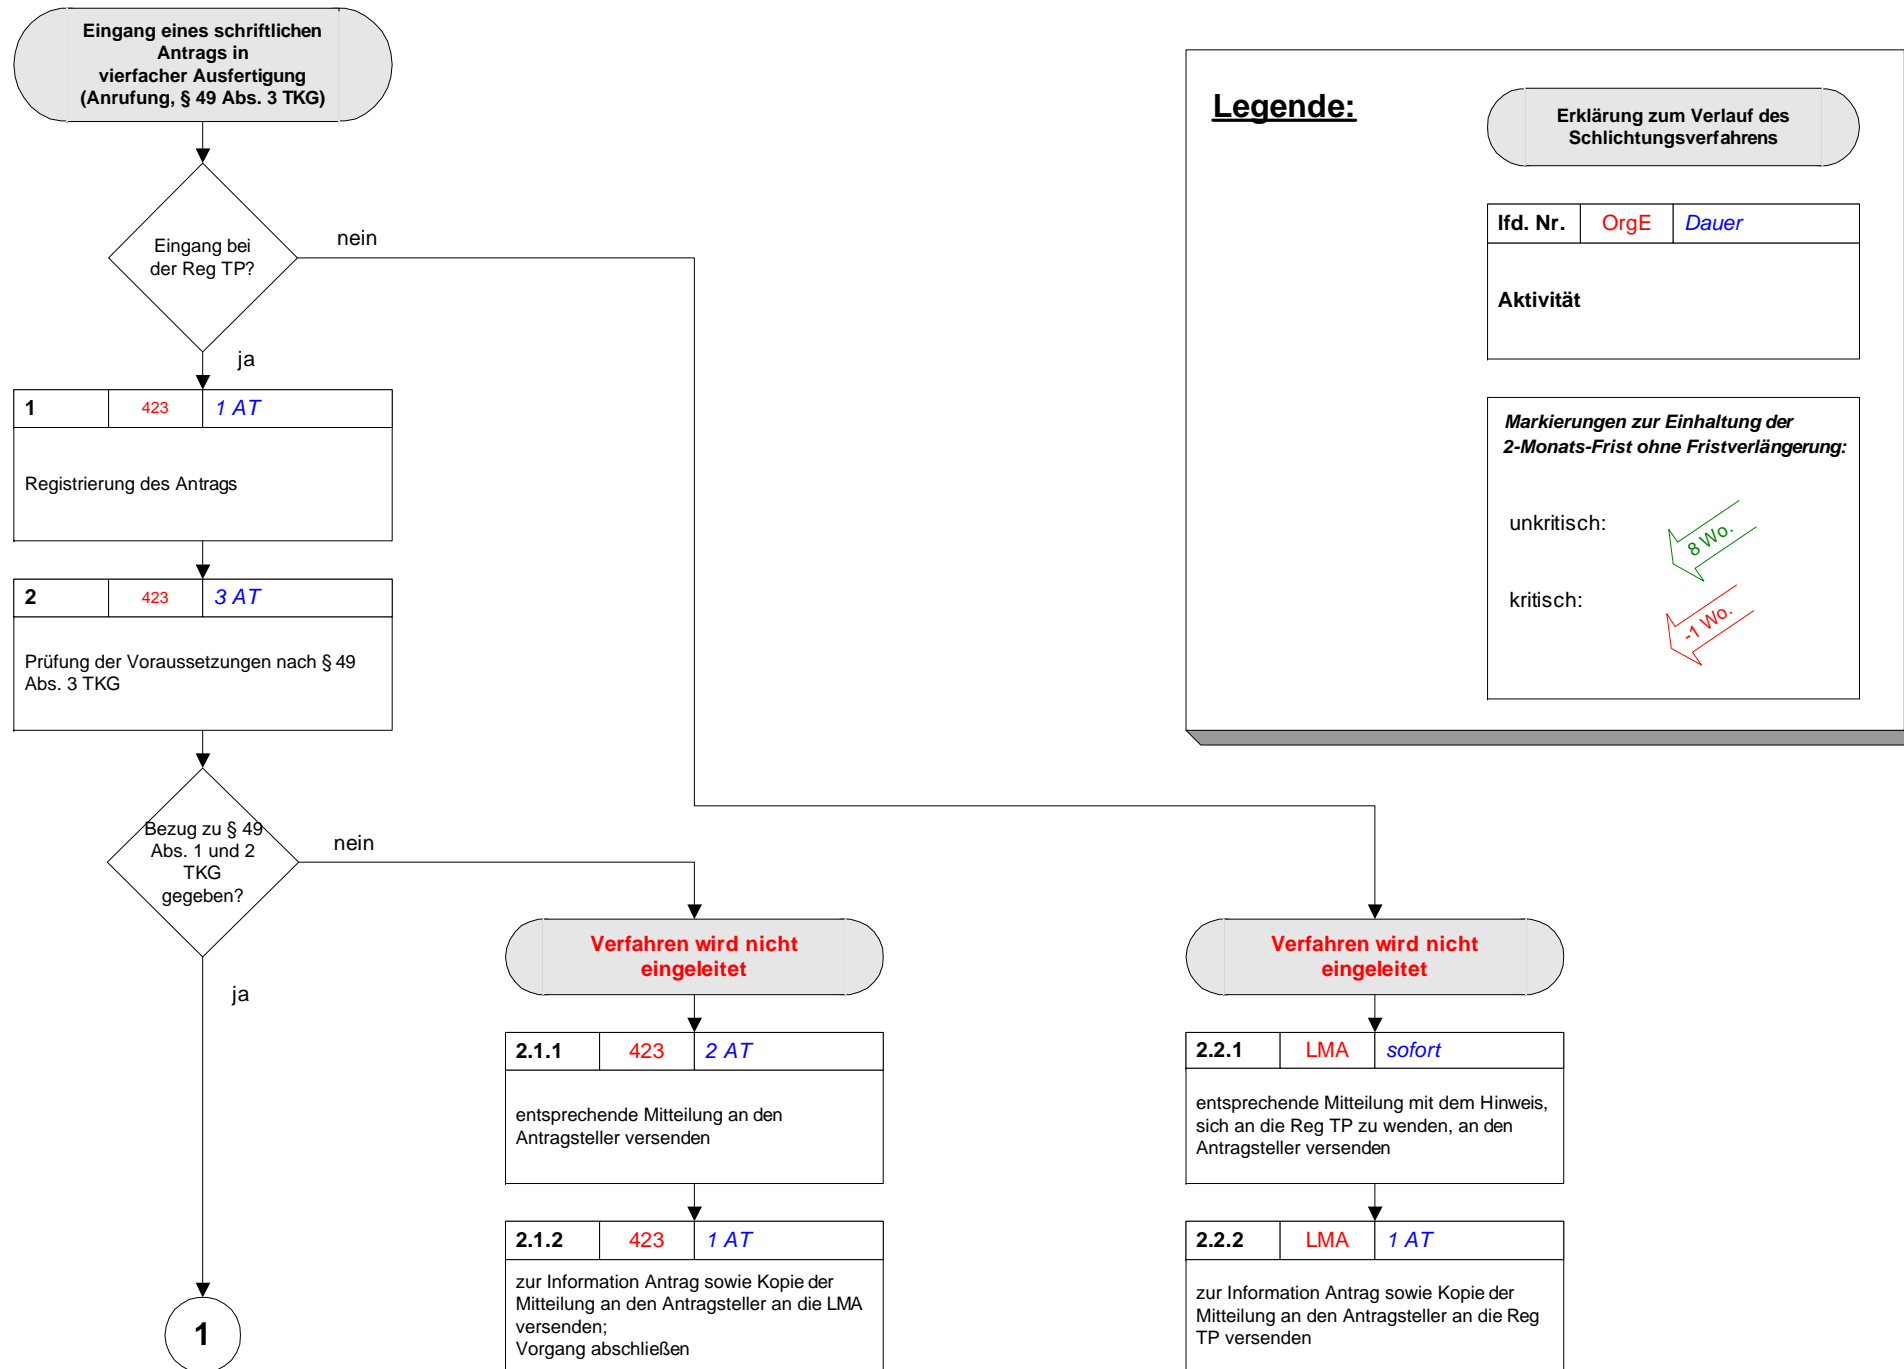 Eingang eines schriftlichen
Antrags in
vierfacher Ausfertigung
(Anrufung, § 49 Abs. 3 TKG)
Eingang bei
der Reg TP?
nein
ja
1 423 1 AT
Registrierung des Antrags
2 423 3 AT
Prüfung der Voraussetzungen nach § 49
Abs. 3 TKG
Bezug zu § 49
Abs. 1 und 2
TKG
gegeben?
nein
ja
1
Verfahren wird nicht
eingeleitet
2.1.1 423 2 AT
entsprechende Mitteilung an den
Antragsteller versenden
2.1.2 423 1 AT
zur Information Antrag sowie Kopie der
Mitteilung an den Antragsteller an die LMA
versenden;
Vorgang abschließen
Verfahren wird nicht
eingeleitet
2.2.1 LMA sofort
entsprechende Mitteilung mit dem Hinweis,
sich an die Reg TP zu wenden, an den
Antragsteller versenden
2.2.2 LMA 1 AT
zur Information Antrag sowie Kopie der
Mitteilung an den Antragsteller an die Reg
TP versenden
Legende:
Erklärung zum Verlauf des
Schlichtungsverfahrens
lfd. Nr. OrgE Dauer
Aktivität
Markierungen zur Einhaltung der
2-Monats-Frist ohne Fristverlängerung:
unkritisch:
8 Wo.
kritisch:
-1 Wo.